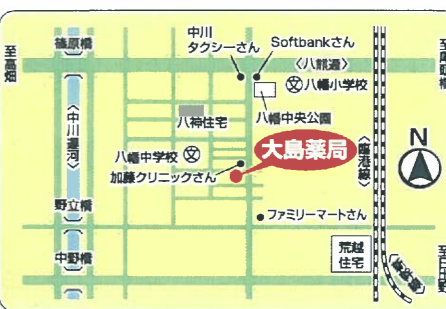 中川
タクシーさん
Softbankさん
篠原橋
至高畑
〈八熊通〉
八幡小学校
八神住宅
八幡中央公園
〈中川運河〉
八幡中学校
大島薬局
加藤クリニックさん
〈臨港線〉
N
野立橋
ファミリーマートさん
中野橋
荒越
住宅